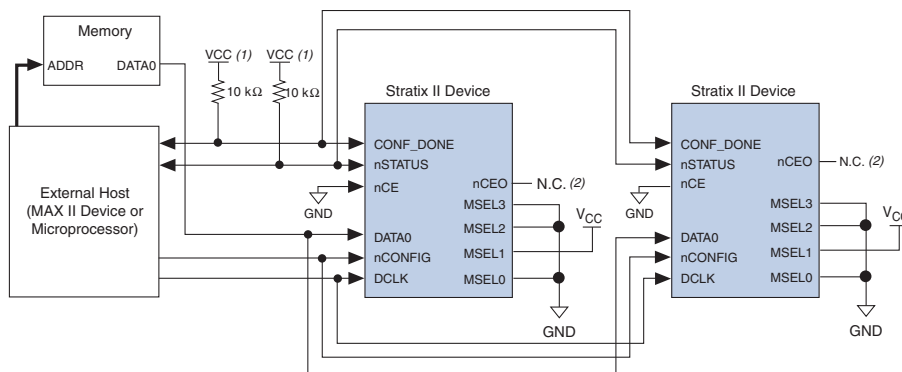 Memory
ADDR
DATA0
VCC (1)
VCC (1)
10 kΩ
10 kΩ
External Host
(MAX II Device or
Microprocessor)
GND
Stratix II Device
CONF_DONE
nSTATUS
nCE
DATA0
nCONFIG
DCLK
nCEO
MSEL3
MSEL2
MSEL1
MSEL0
N.C. (2)
VCC
GND
GND
Stratix II Device
CONF_DONE
nSTATUS
nCE
DATA0
nCONFIG
DCLK
nCEO
MSEL3
MSEL2
MSEL1
MSEL0
N.C. (2)
VCC
GND